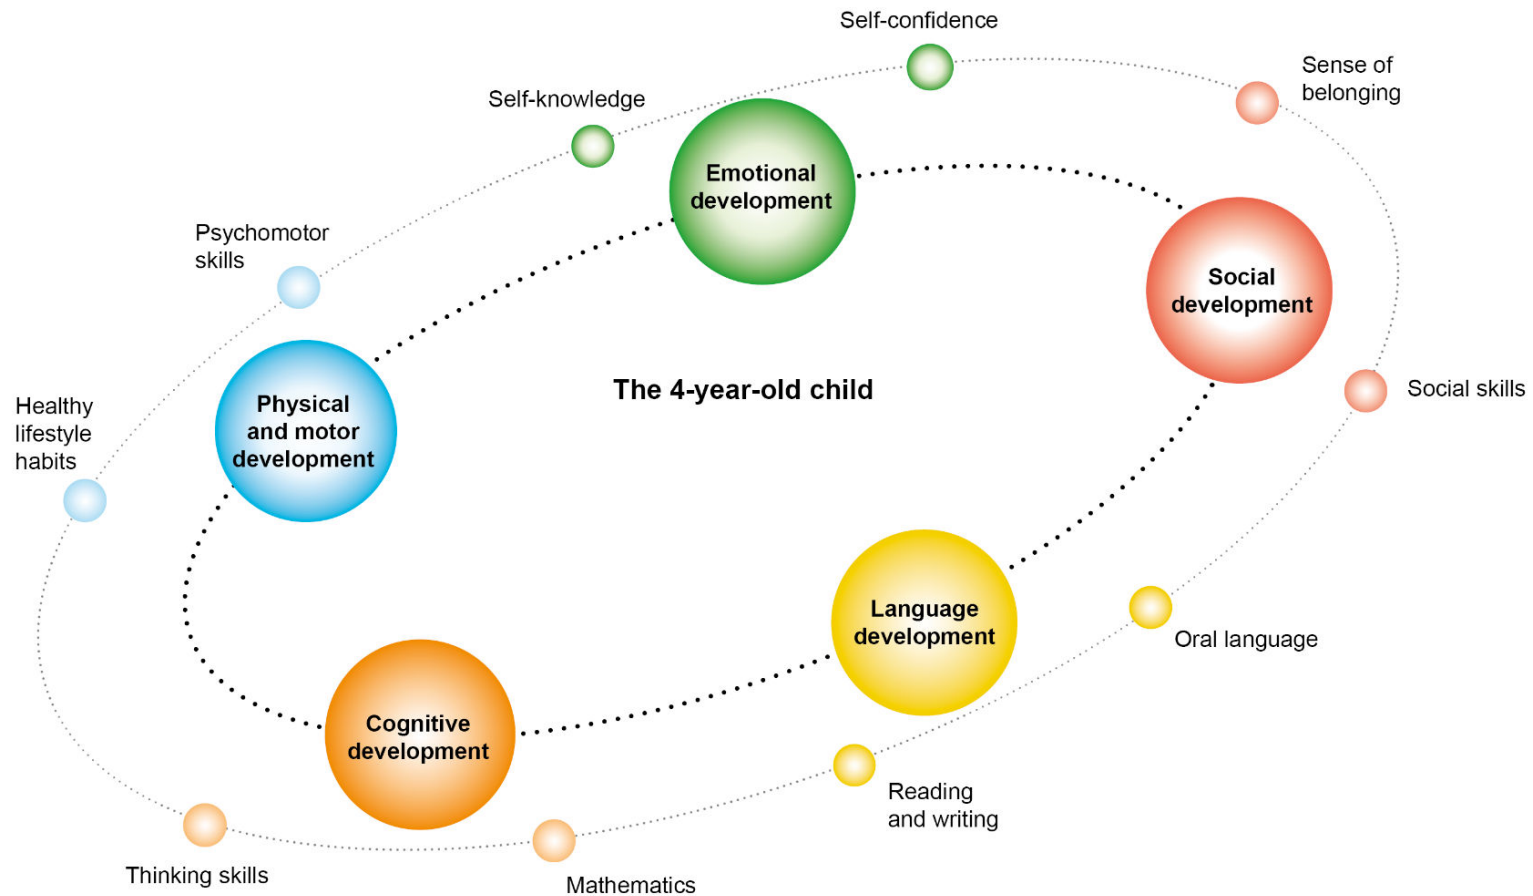 Self-confidence
Sense of
belonging
Self-knowledge
Emotional
development
Psychomotor
skills
Social
development
The 4-year-old child
Social skills
Physical
and motor
development
Healthy
lifestyle
habits
Language
development
Oral language
Cognitive
development
Reading
and writing
Thinking skills
Mathematics